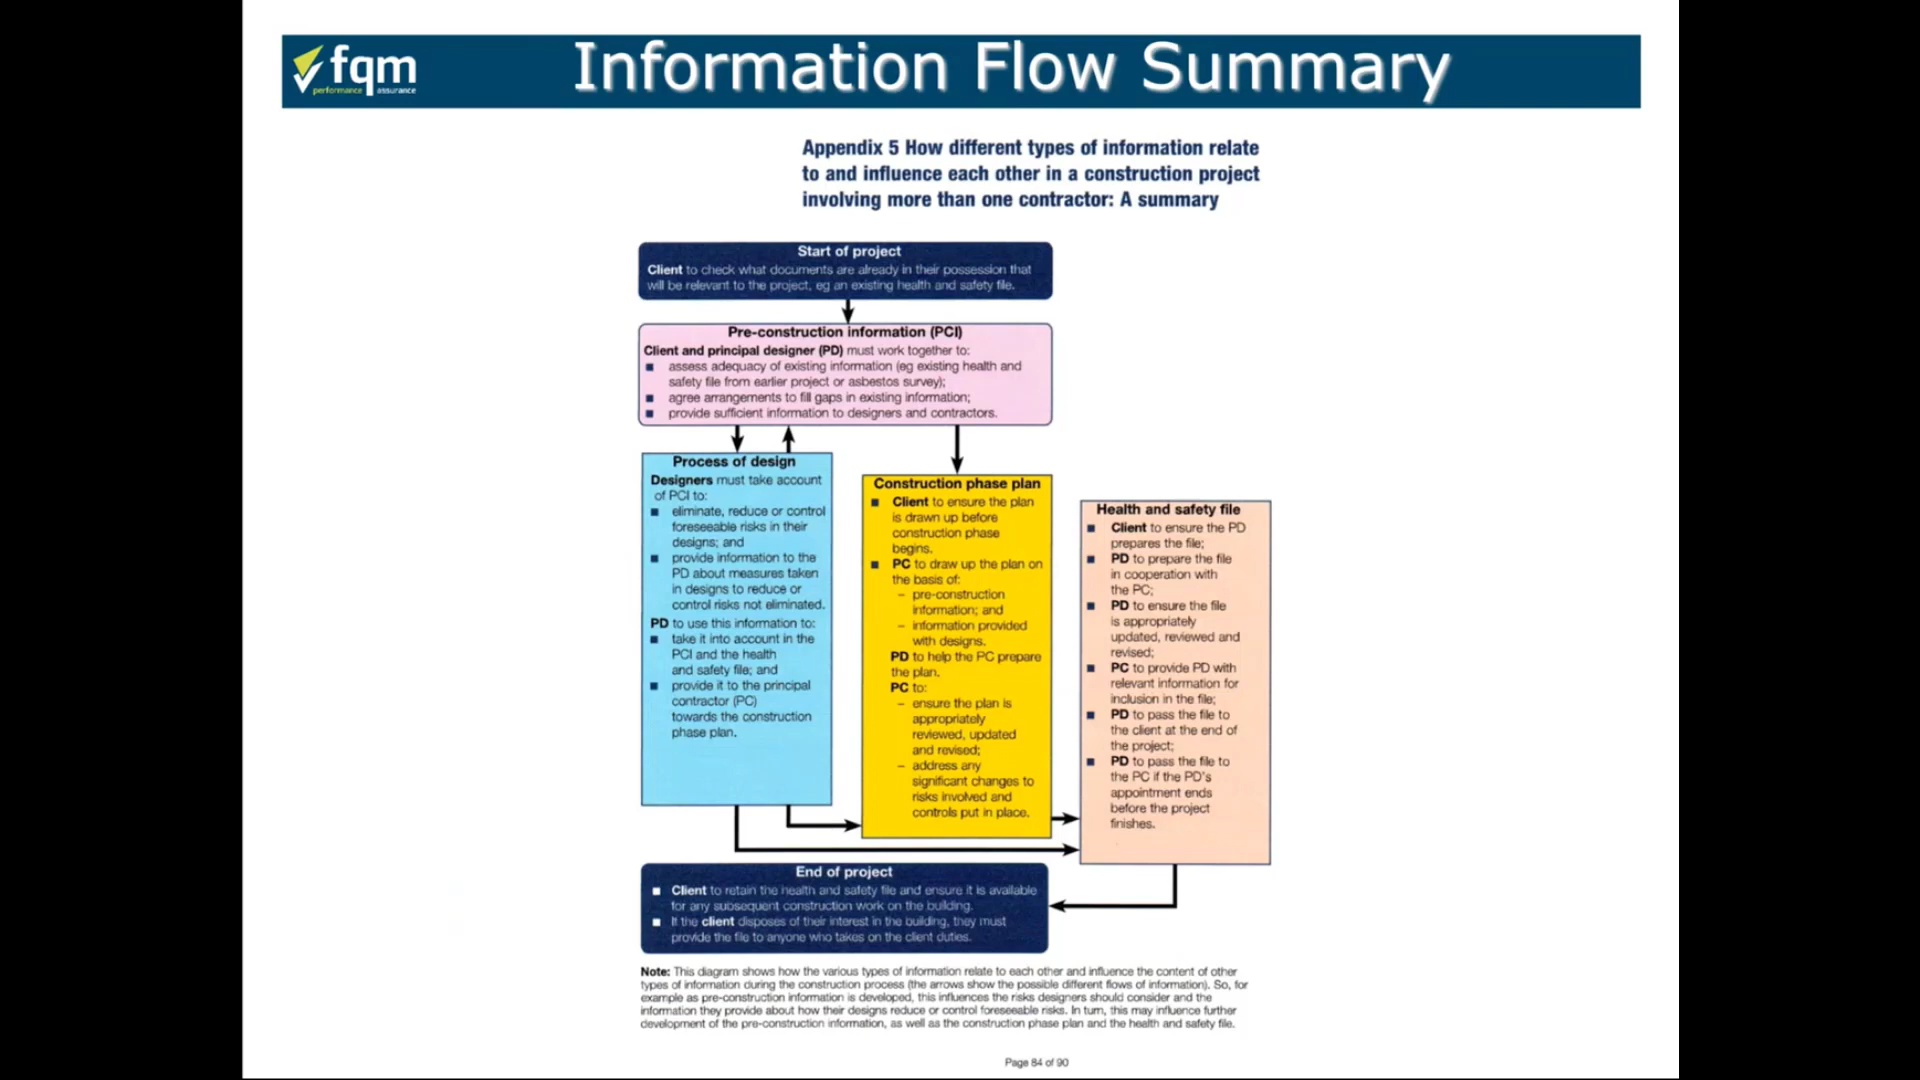 fqm
performance assurance
Information Flow Summary
Appendix 5 How different types of information relate
to and influence each other in a construction project
involving more than one contractor: A summary
Start of project
Client to check what documents are already in their possession that
will be relevant to the project, eg an existing health and safety file.
Pre-construction information (PCI)
Client and principal designer (PD) must work together to:
■ assess adequacy of existing information (eg existing health and
safety file from earlier project or asbestos survey);
■ agree arrangements to fill gaps in existing information;
■ provide sufficient information to designers and contractors.
Process of design
Designers must take account
of PCI to:
■ eliminate, reduce or control
foreseeable risks in their
designs; and
■ provide information to the
PD about measures taken
in designs to reduce or
control risks not eliminated.
PD to use this information to:
■ take it into account in the
PCI and the health
and safety file; and
■ provide it to the principal
contractor (PC)
towards the construction
phase plan.
Construction phase plan
■ Client to ensure the plan
is drawn up before
construction phase
begins.
■ PC to draw up the plan on
the basis of:
– pre-construction
information; and
– information provided
with designs.
PD to help the PC prepare
the plan.
PC to:
– ensure the plan is
appropriately
reviewed, updated
and revised;
– address any
significant changes to
risks involved and
controls put in place.
Health and safety file
■ Client to ensure the PD
prepares the file;
■ PD to prepare the file
in cooperation with
the PC;
■ PD to ensure the file
is appropriately
updated, reviewed and
revised;
■ PC to provide PD with
relevant information for
inclusion in the file;
■ PD to pass the file to
the client at the end of
the project;
■ PD to pass the file to
the PC if the PD's
appointment ends
before the project
finishes.
End of project
■ Client to retain the health and safety file and ensure it is available
for any subsequent construction work on the building.
■ If the client disposes of their interest in the building, they must
provide the file to anyone who takes on the client duties.
Note: This diagram shows how the various types of information relate to each other and influence the content of other
types of information during the construction process (the arrows show the possible different flows of information). So, for
example as pre-construction information is developed, this influences the risks designers should consider and the
information they provide about how their designs reduce or control foreseeable risks. In turn, this may influence further
development of the pre-construction information, as well as the construction phase plan and the health and safety file.
Page 84 of 90